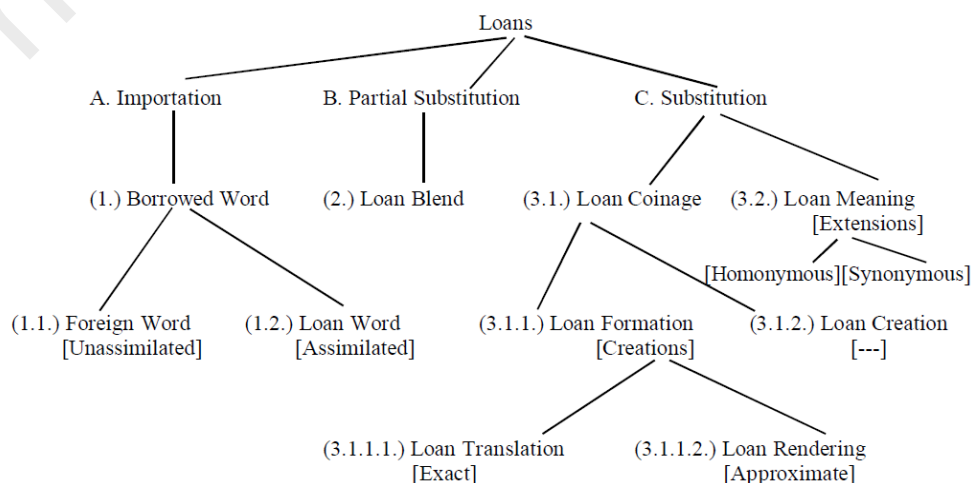 Loans
A. Importation B. Partial Substitution C. Substitution
(1.) Borrowed Word (2.) Loan Blend (3.1.) Loan Coinage (3.2.) Loan Meaning
[Extensions]
[Homonymous][Synonymous]
(1.1.) Foreign Word (1.2.) Loan Word (3.1.1.) Loan Formation (3.1.2.) Loan Creation
[Unassimilated] [Assimilated] [Creations] [---]
(3.1.1.1.) Loan Translation (3.1.1.2.) Loan Rendering
[Exact] [Approximate]